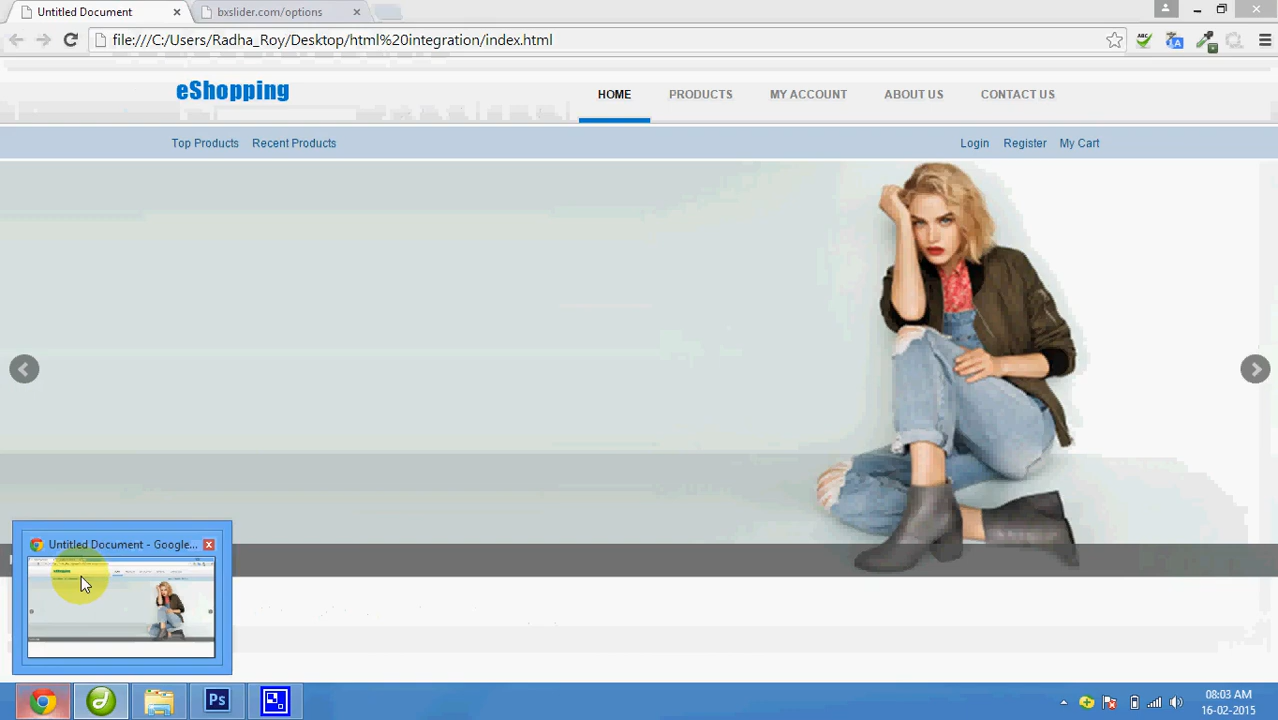 Untitled Document
bxslider.com/options
file:///C:/Users/Radha_Roy/Desktop/html%20integration/index.html
ABC
A
eShopping
HOME
PRODUCTS
MY ACCOUNT
ABOUT US
CONTACT US
Top Products
Recent Products
Login
Register
My Cart
Untitled Document - Google...
Ps
08:03 AM
16-02-2015